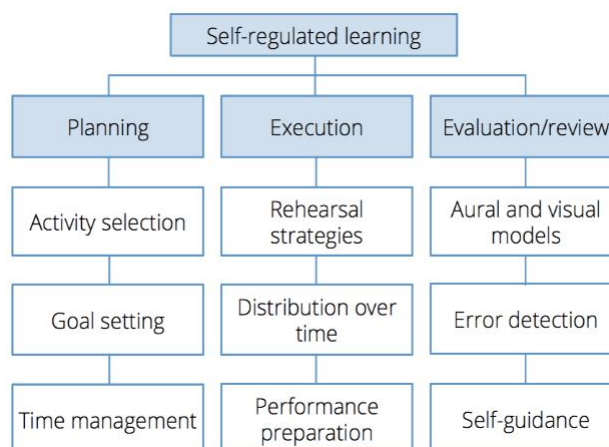 Self-regulated learning
Planning
Execution
Evaluation/review
Activity selection
Rehearsal
strategies
Aural and visual
models
Goal setting
Distribution over
time
Error detection
Time management
Performance
preparation
Self-guidance